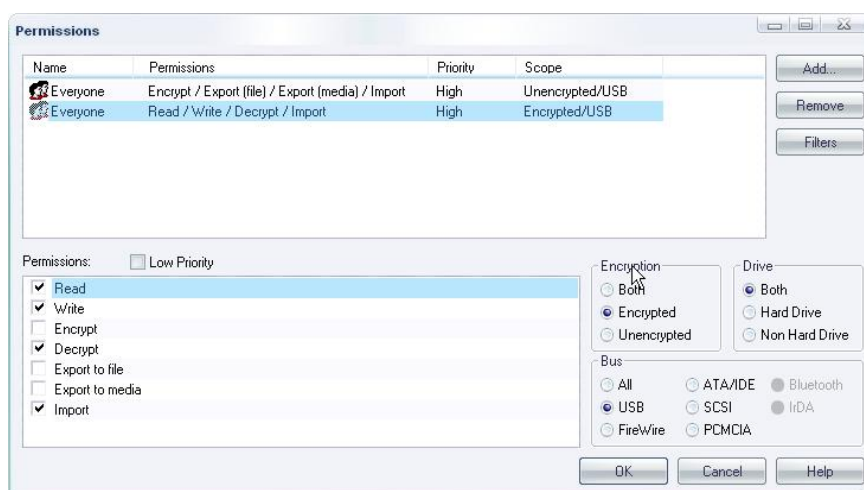 Permissions
Name Permissions Priority Scope
Everyone Encrypt / Export (file) / Export (media) / Import High Unencrypted/USB
Everyone Read / Write / Decrypt / Import High Encrypted/USB
Add...
Remove
Filters
Permissions: Low Priority
Read
Write
Encrypt
Decrypt
Export to file
Export to media
Import
Encryption
Both
Encrypted
Unencrypted
Drive
Both
Hard Drive
Non Hard Drive
Bus
All ATA/IDE Bluetooth
USB SCSI IrDA
FireWire PCMCIA
OK Cancel Help